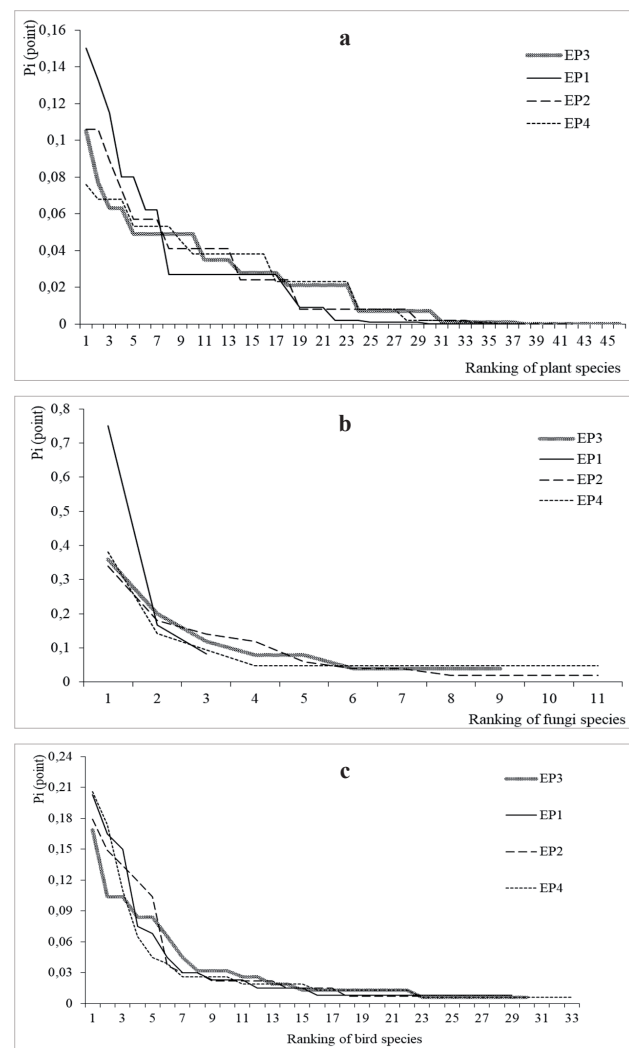 a
Pi (point)
0,16
0,14
0,12
0,1
0,08
0,06
0,04
0,02
0
EP3
EP1
EP2
EP4
1 3 5 7 9 11 13 15 17 19 21 23 25 27 29 31 33 35 37 39 41 43 45
Ranking of plant species
b
Pi (point)
0,8
0,7
0,6
0,5
0,4
0,3
0,2
0,1
0
EP3
EP1
EP2
EP4
1 2 3 4 5 6 7 8 9 10 11
Ranking of fungi species
c
Pi (point)
0,24
0,21
0,18
0,15
0,12
0,09
0,06
0,03
0
EP3
EP1
EP2
EP4
1 3 5 7 9 11 13 15 17 19 21 23 25 27 29 31 33
Ranking of bird species